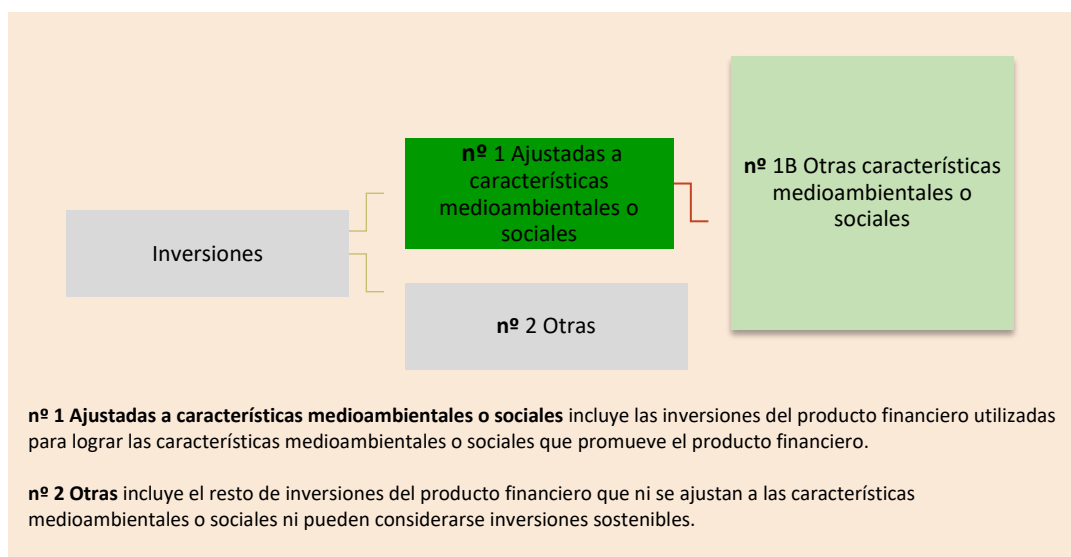 Inversiones
nº 1 Ajustadas a
características
medioambientales o
sociales
nº 2 Otras
nº 1B Otras características
medioambientales o
sociales
nº 1 Ajustadas a características medioambientales o sociales incluye las inversiones del producto financiero utilizadas
para lograr las características medioambientales o sociales que promueve el producto financiero.
nº 2 Otras incluye el resto de inversiones del producto financiero que ni se ajustan a las características
medioambientales o sociales ni pueden considerarse inversiones sostenibles.